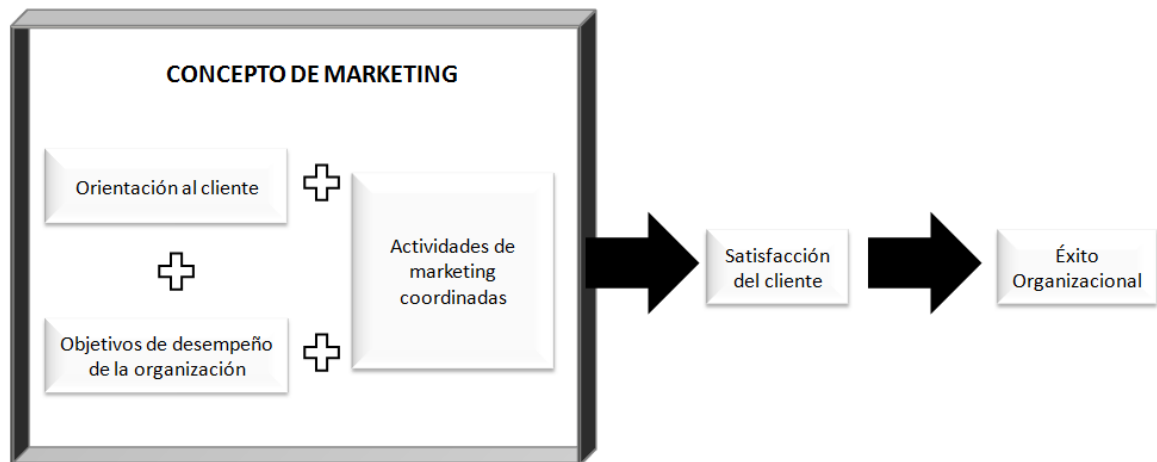 CONCEPTO DE MARKETING
Orientación al cliente
Objetivos de desempeño
de la organización
Actividades de
marketing
coordinadas
Satisfacción
del cliente
Éxito
Organizacional